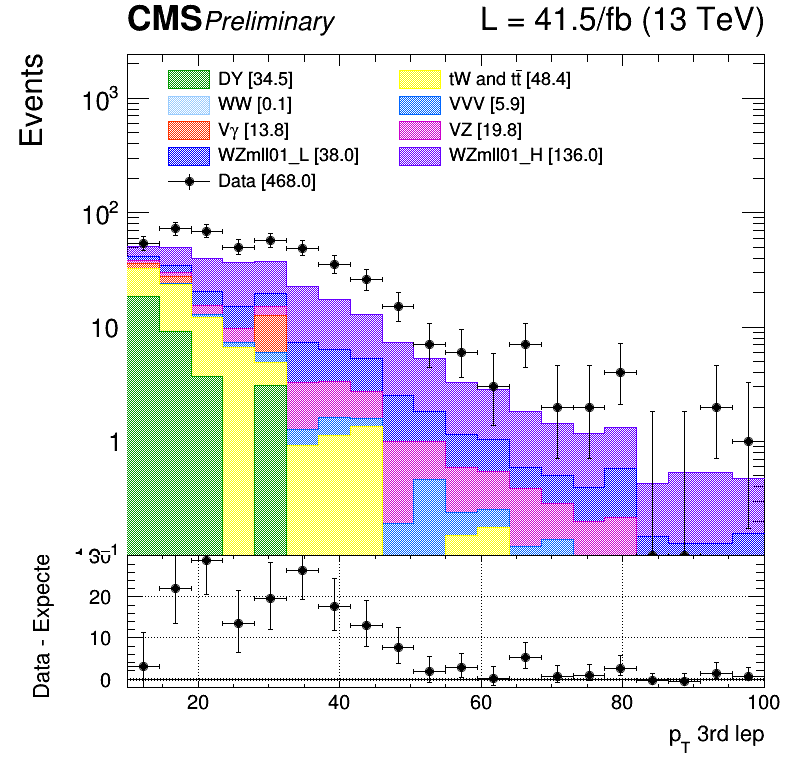 CMS Preliminary L = 41.5/fb (13 TeV)
Events
DY [34.5] tW and tt̄ [48.4]
WW [0.1] VVV [5.9]
Vγ [13.8] VZ [19.8]
WZmll01_L [38.0] WZmll01_H [136.0]
Data [468.0]
10³
10²
10
1
30
20
10
0
Data - Expecte
20 40 60 80 100
p_T 3rd lep